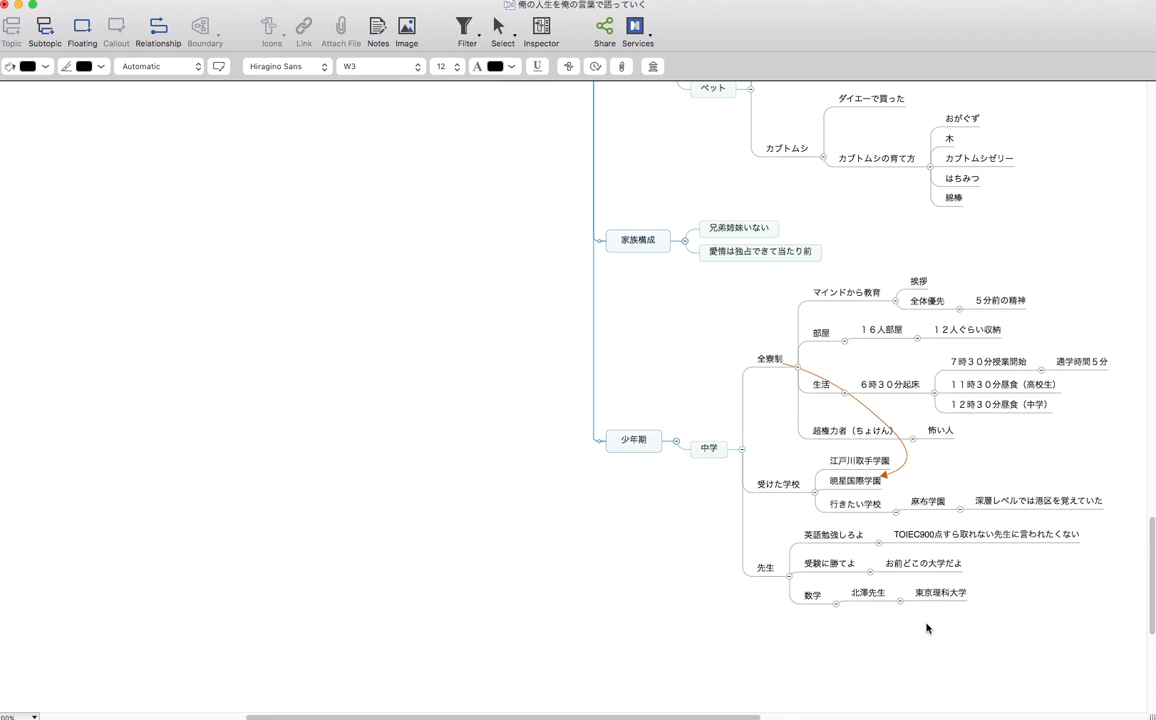 俺の人生を俺の言葉で語っていく
Topic Subtopic Floating Callout Relationship Boundary Icons Link Attach File Notes Image Filter Select Inspector Share Services
Automatic Hiragino Sans W3 12 A U
ペット
ダイエーで買った
おがくず
木
カブトムシ
カブトムシの育て方
カブトムシゼリー
はちみつ
綿棒
家族構成
兄弟姉妹いない
愛情は独占できて当たり前
マインドから教育
挨拶
全体優先
５分前の精神
部屋
１６人部屋
１２人ぐらい収納
全寮制
７時３０分授業開始
通学時間５分
生活
６時３０分起床
１１時３０分昼食（高校生）
１２時３０分昼食（中学）
超権力者（ちょけん）
怖い人
少年期
中学
江戸川取手学園
受けた学校
暁星国際学園
行きたい学校
麻布学園
深層レベルでは港区を覚えていた
英語勉強しろよ
TOIEC900点すら取れない先生に言われたくない
先生
受験に勝てよ
お前どこの大学だよ
数学
北澤先生
東京理科大学